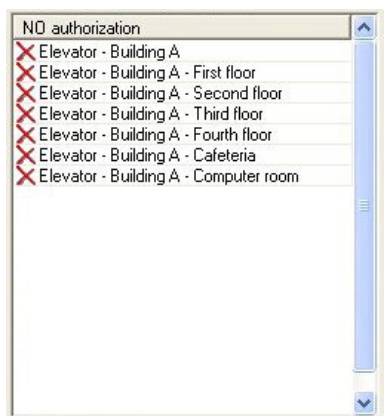 NO authorization
Elevator - Building A
Elevator - Building A - First floor
Elevator - Building A - Second floor
Elevator - Building A - Third floor
Elevator - Building A - Fourth floor
Elevator - Building A - Cafeteria
Elevator - Building A - Computer room